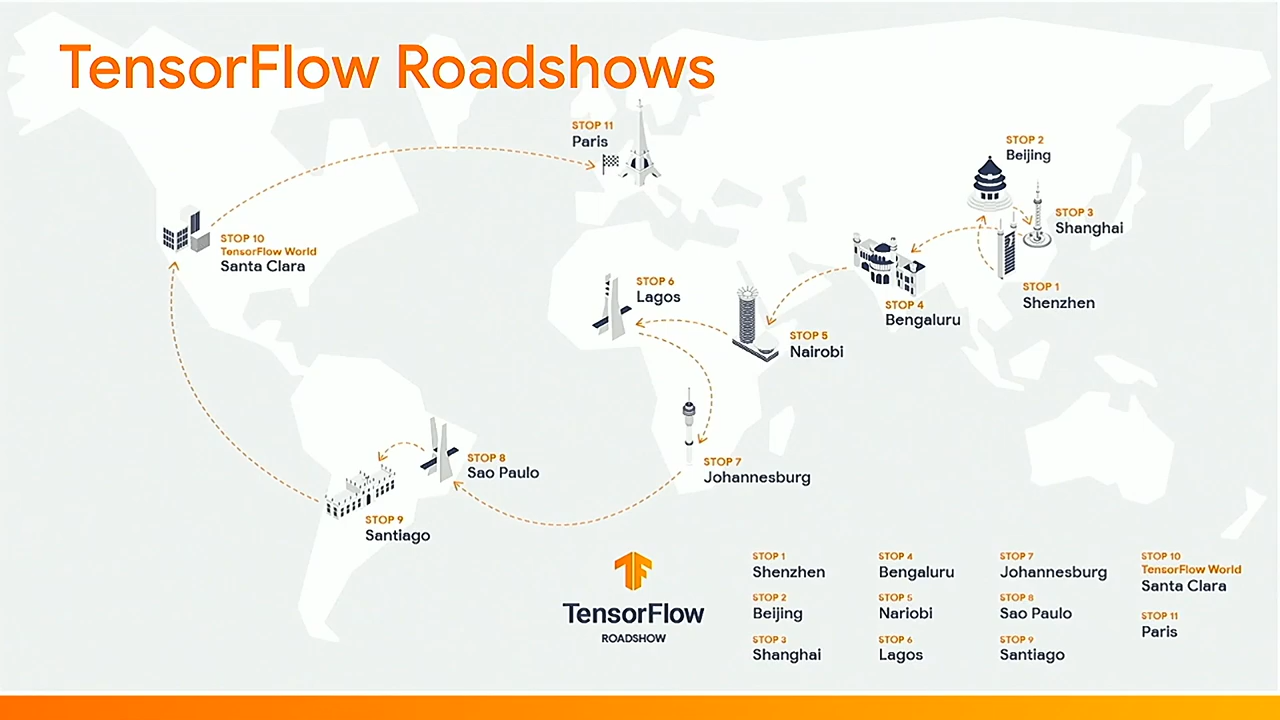 TensorFlow Roadshows
STOP 11
Paris
STOP 2
Beijing
STOP 3
Shanghai
STOP 10
TensorFlow World
Santa Clara
STOP 6
Lagos
STOP 1
Shenzhen
STOP 4
Bengaluru
STOP 5
Nairobi
STOP 8
Sao Paulo
STOP 7
Johannesburg
STOP 9
Santiago
TensorFlow
ROADSHOW
STOP 1
Shenzhen
STOP 2
Beijing
STOP 3
Shanghai
STOP 4
Bengaluru
STOP 5
Nariobi
STOP 6
Lagos
STOP 7
Johannesburg
STOP 8
Sao Paulo
STOP 9
Santiago
STOP 10
TensorFlow World
Santa Clara
STOP 11
Paris